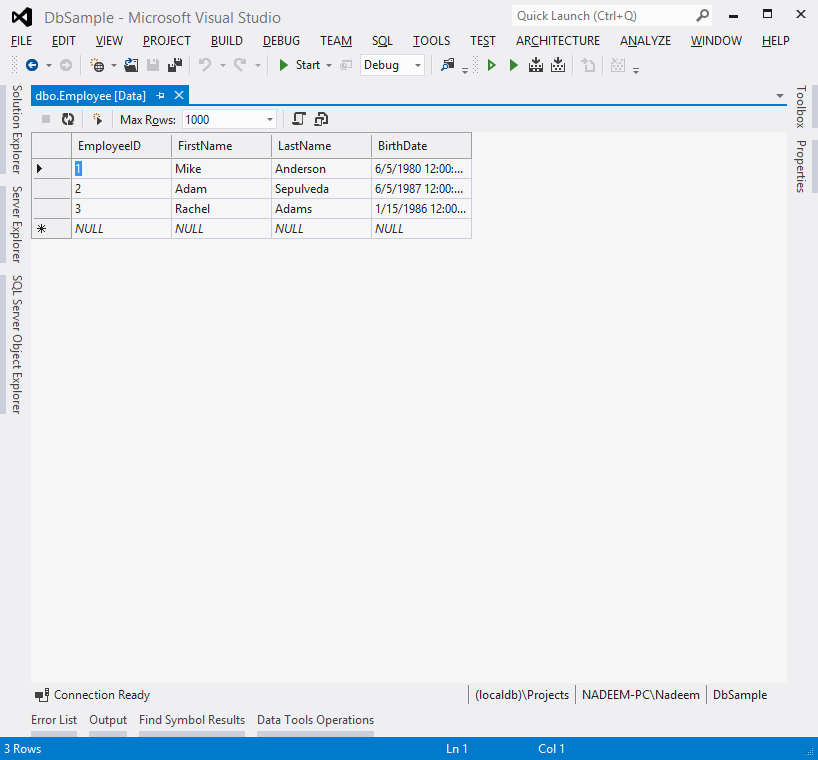 DbSample - Microsoft Visual Studio
Quick Launch (Ctrl+Q)
FILE EDIT VIEW PROJECT BUILD DEBUG TEAM SQL TOOLS TEST ARCHITECTURE ANALYZE WINDOW HELP
Start Debug
dbo.Employee [Data]
Max Rows: 1000
EmployeeID FirstName LastName BirthDate
1 Mike Anderson 6/5/1980 12:00:...
2 Adam Sepulveda 6/5/1987 12:00:...
3 Rachel Adams 1/15/1986 12:00...
NULL NULL NULL NULL
Solution Explorer
Server Explorer
SQL Server Object Explorer
Toolbox
Properties
Connection Ready (localdb)\Projects NADEEM-PC\Nadeem DbSample
Error List Output Find Symbol Results Data Tools Operations
3 Rows Ln 1 Col 1